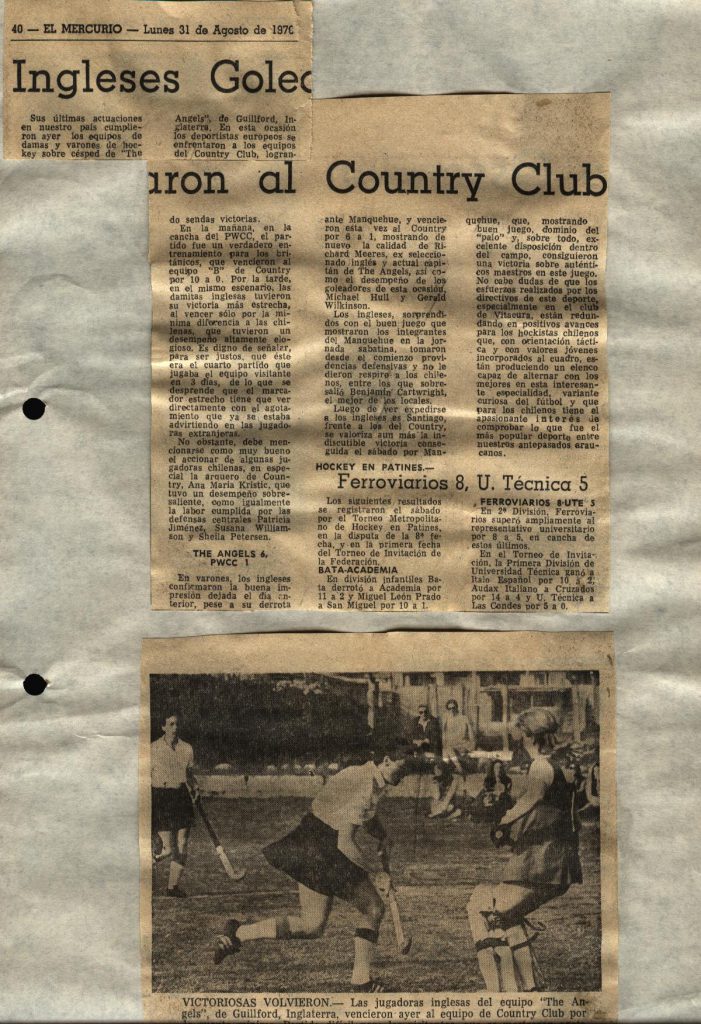 40 — EL MERCURIO — Lunes 31 de Agosto de 1970
Ingleses Golea
Sus últimas actuaciones
en nuestro país cumplie-
ron ayer los equipos de
damas y varones de hoc-
key sobre césped de "The
Angels", de Guillford, In-
glaterra. En esta ocasión
los deportistas europeos se
enfrentaron a los equipos
del Country Club, logran-
aron al Country Club
do sendas victorias.
En la mañana, en la
cancha del PWCC, el par-
tido fue un verdadero en-
trenamiento para los bri-
tánicos, que vencieron al
equipo "B" de Country
por 10 a 0. Por la tarde,
en el mismo escenario, las
damitas inglesas tuvieron
su victoria más estrecha,
al vencer sólo por la mí-
nima diferencia a las chi-
lenas, que tuvieron un
desempeño altamente elo-
gioso. Es digno de señalar,
para ser justos, que éste
era el cuarto partido que
jugaba el equipo visitante
en 3 días, de lo que se
desprende que el marca-
dor estrecho tiene que ver
directamente con el agota-
miento que ya se estaba
advirtiendo en las jugado-
ras extranjeras.
No obstante, debe men-
cionarse como muy bueno
el accionar de algunas ju-
gadoras chilenas, en espe-
cial la arquero de Coun-
try, Ana María Kristic, que
tuvo un desempeño sobre-
saliente, como igualmente
la labor cumplida por las
defensas centrales Patricia
Jiménez, Susana William-
son y Sheila Petersen.
THE ANGELS 6,
PWCC 1
En varones, los ingleses
confirmaron la buena im-
presión dejada el día an-
terior, pese a su derrota
ante Manquehue, y vencie-
ron esta vez al Country
por 6 a 1, mostrando de
nuevo la calidad de Ri-
chard Meeres, ex seleccio-
nado inglés y actual capi-
tán de The Angels, así co-
mo el desempeño de los
goleadores de esta ocasión,
Michael Hull y Gerald
Wilkinson.
Los ingleses, sorprendi-
dos con el buen juego que
mostraron los integrantes
del Manquehue en la jor-
nada sabatina, tomaron
desde el comienzo provi-
dencias defensivas y no le
dieron respiro a los chile-
nos, entre los que sobre-
salió Benjamín Cartwright,
el mejor de los locales.
Luego de ver expedirse
a los ingleses en Santiago,
frente a los del Country,
se valoriza aun más la in-
discutible victoria conse-
guida el sábado por Man-
quehue, que, mostrando
buen juego, dominio del
"palo" y, sobre todo, ex-
celente disposición dentro
del campo, consiguieron
una victoria sobre auténti-
cos maestros en este juego.
No cabe dudas de que los
esfuerzos realizados por los
directivos de este deporte,
especialmente en el club
de Vitacura, están redun-
dando en positivos avances
para los hockistas chilenos
que, con orientación tácti-
ca y con valores jóvenes
incorporados al cuadro, es-
tán produciendo un elenco
capaz de alternar con los
mejores en esta interesan-
te especialidad, variante
curiosa del fútbol y que
para los chilenos tiene el
apasionante interés de
comprobar lo que fue el
más popular deporte entre
nuestros antepasados arau-
canos.
HOCKEY EN PATINES.—
Ferroviarios 8, U. Técnica 5
Los siguientes resultados
se registraron el sábado
por el Torneo Metropolita-
no de Hockey en Patines,
en la disputa de la 8ª fe-
cha, y en la primera fecha
del Torneo de Invitación de
la Federación.
BATA-ACADEMIA
En división infantiles Ba-
ta derrotó a Academia por
11 a 2 y Miguel León Prado
a San Miguel por 10 a 1.
FERROVIARIOS 8-UTE 5
En 2ª División, Ferrovia-
rios superó ampliamente al
representativo universitario
por 8 a 5, en cancha de
estos últimos.
En el Torneo de Invita-
ción, la Primera División de
Universidad Técnica ganó a
Italo Español por 10 a 2,
Audax Italiano a Cruzados
por 14 a 4 y U. Técnica a
Las Condes por 5 a 0.
VICTORIOSAS VOLVIERON.— Las jugadoras inglesas del equipo "The An-
gels", de Guillford, Inglaterra, vencieron ayer al equipo de Country Club por